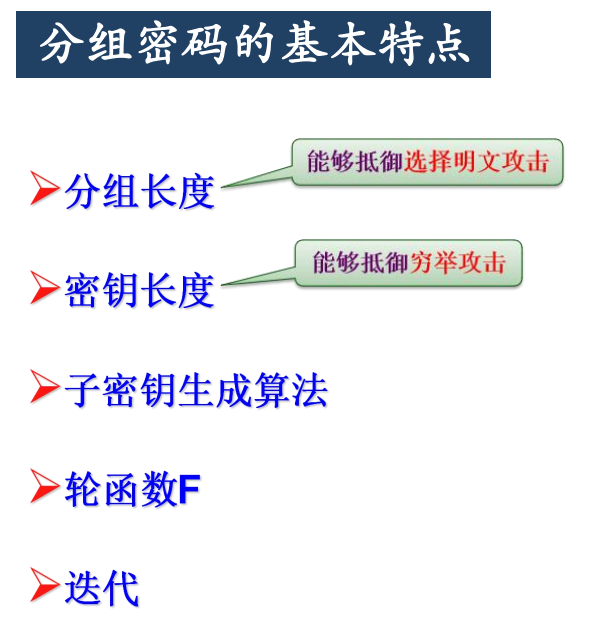 分组密码的基本特点
能够抵御选择明文攻击
分组长度
能够抵御穷举攻击
密钥长度
子密钥生成算法
轮函数F
迭代